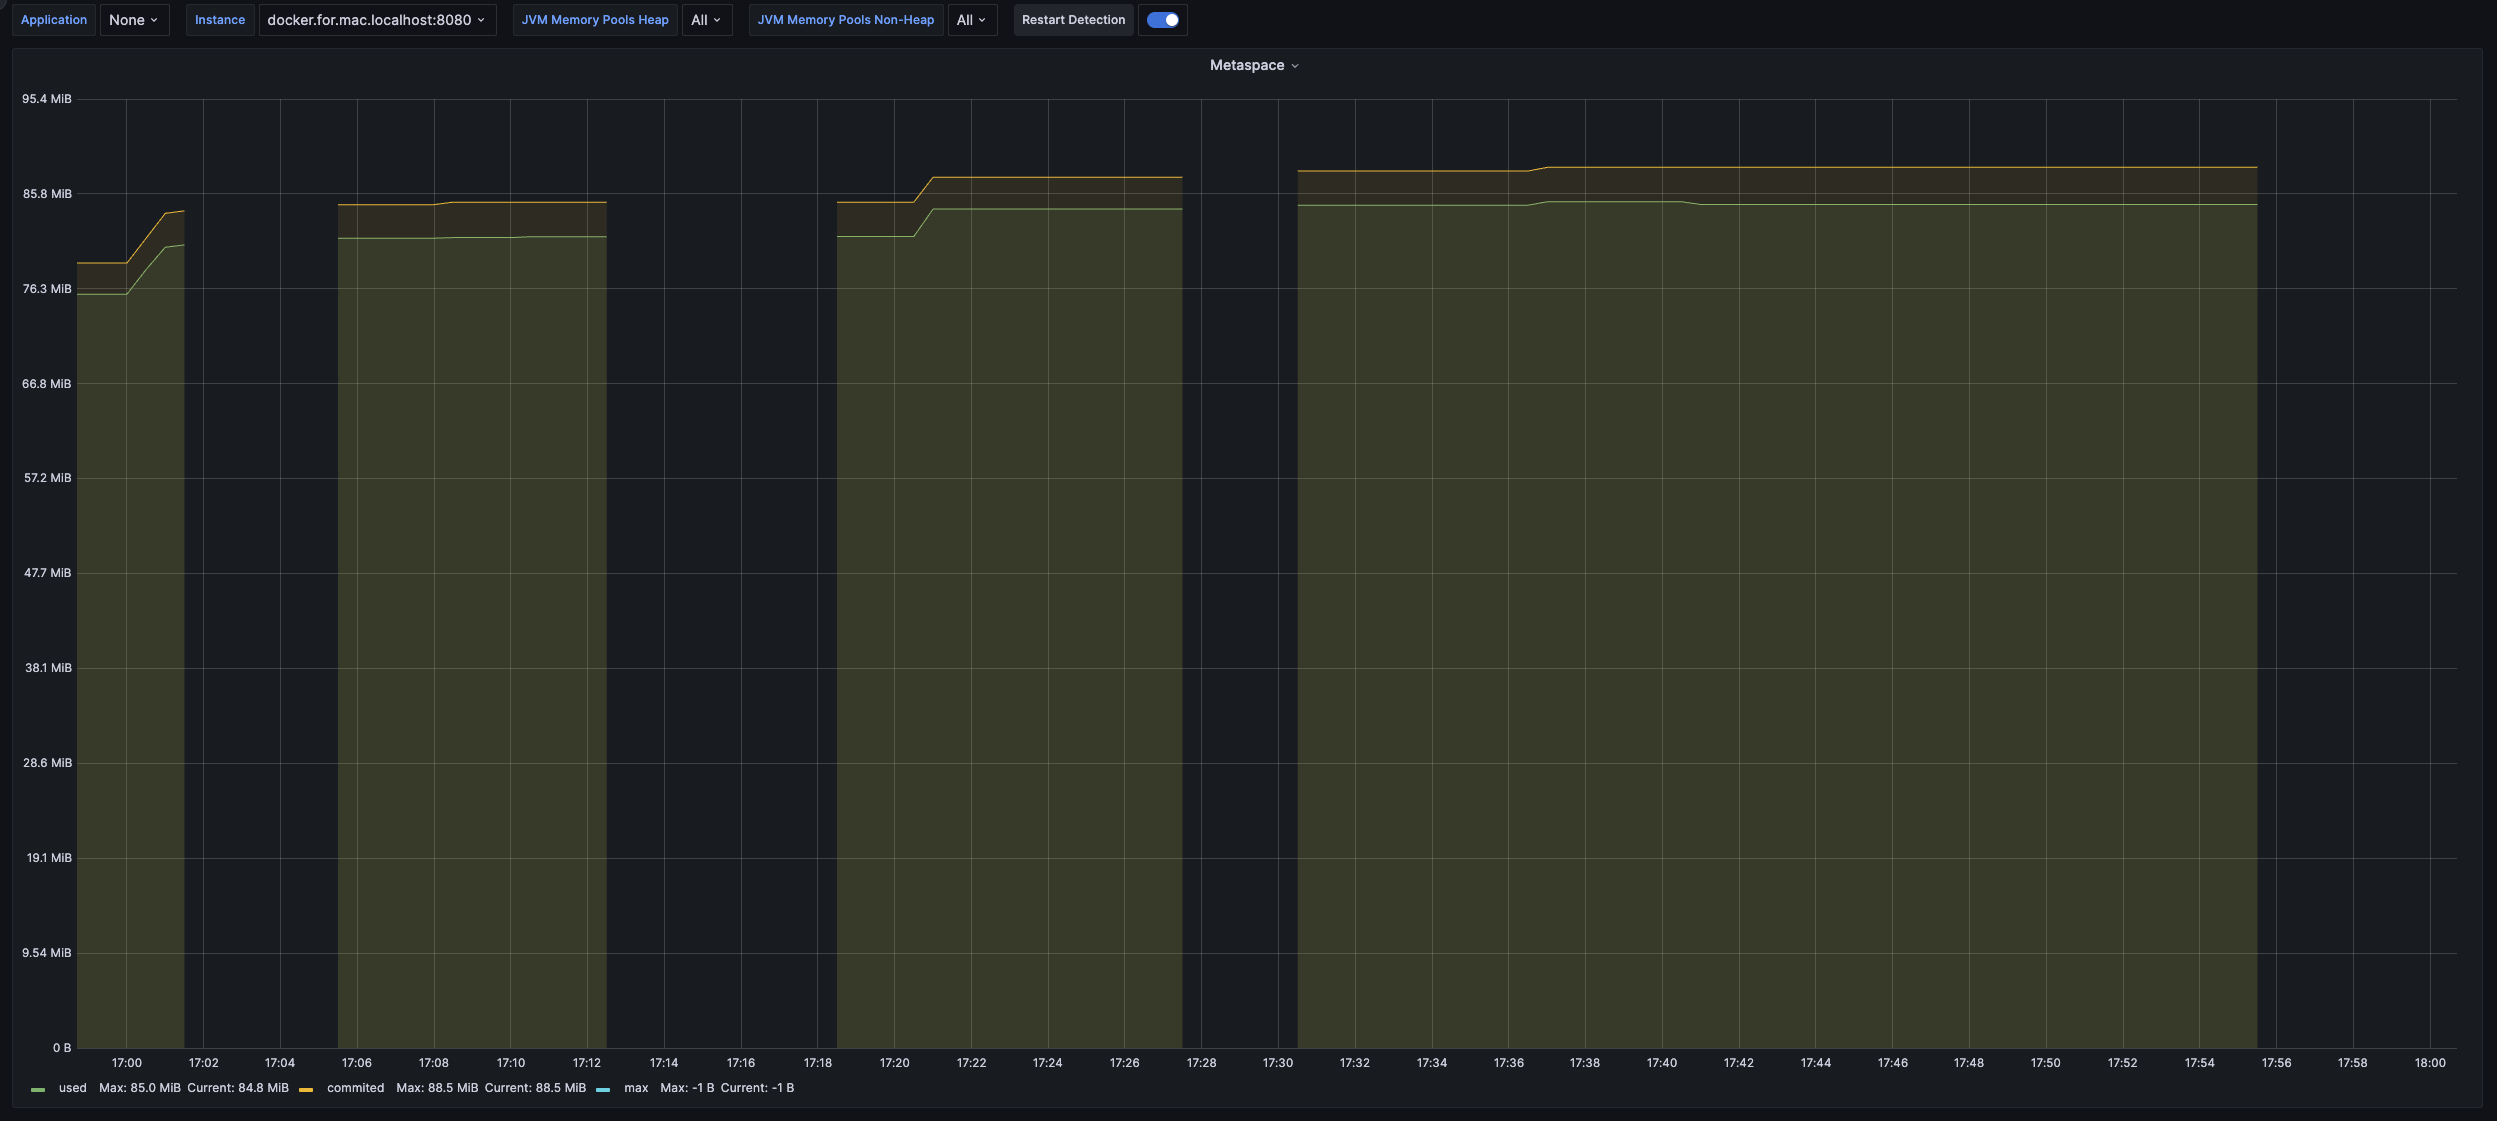 Application None Instance docker.for.mac.localhost:8080 JVM Memory Pools Heap All JVM Memory Pools Non-Heap All Restart Detection
Metaspace
95.4 MiB
85.8 MiB
76.3 MiB
66.8 MiB
57.2 MiB
47.7 MiB
38.1 MiB
28.6 MiB
19.1 MiB
9.54 MiB
0 B
17:00 17:02 17:04 17:06 17:08 17:10 17:12 17:14 17:16 17:18 17:20 17:22 17:24 17:26 17:28 17:30 17:32 17:34 17:36 17:38 17:40 17:42 17:44 17:46 17:48 17:50 17:52 17:54 17:56 17:58 18:00
used Max: 85.0 MiB Current: 84.8 MiB commited Max: 88.5 MiB Current: 88.5 MiB max Max: -1 B Current: -1 B